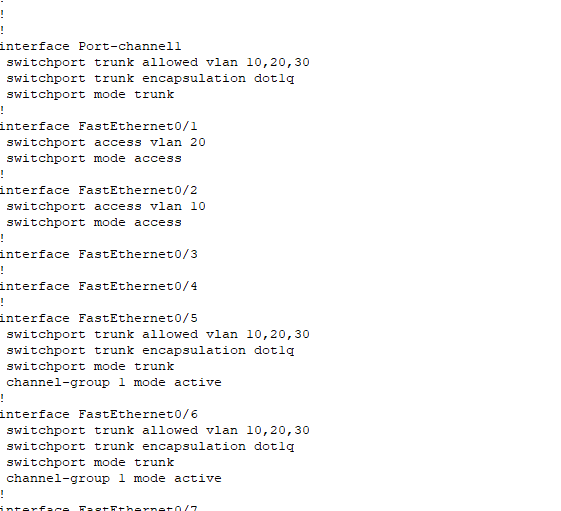 !
!
interface Port-channel1
switchport trunk allowed vlan 10,20,30
switchport trunk encapsulation dot1q
switchport mode trunk
!
interface FastEthernet0/1
switchport access vlan 20
switchport mode access
!
interface FastEthernet0/2
switchport access vlan 10
switchport mode access
!
interface FastEthernet0/3
!
interface FastEthernet0/4
!
interface FastEthernet0/5
switchport trunk allowed vlan 10,20,30
switchport trunk encapsulation dot1q
switchport mode trunk
channel-group 1 mode active
!
interface FastEthernet0/6
switchport trunk allowed vlan 10,20,30
switchport trunk encapsulation dot1q
switchport mode trunk
channel-group 1 mode active
!
interface FastEthernet0/7